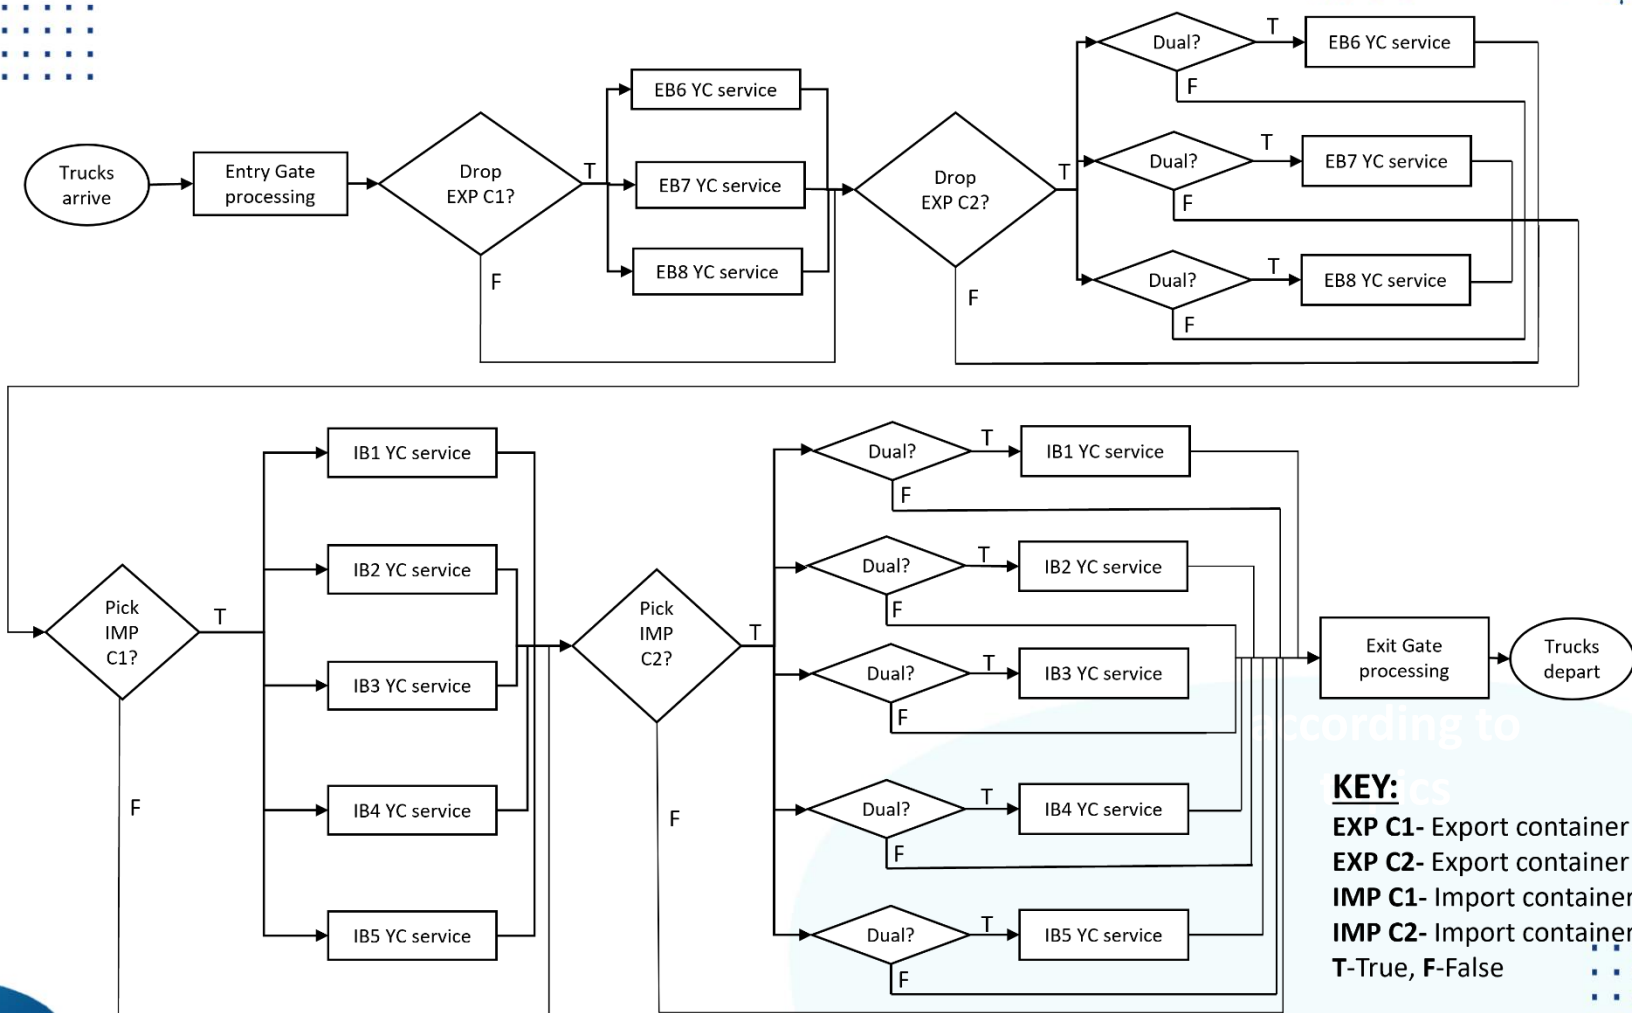 Trucks
arrive
Entry Gate
processing
Drop
EXP C1?
T
F
EB6 YC service
EB7 YC service
EB8 YC service
Drop
EXP C2?
T
F
Dual?
T
F
EB6 YC service
Dual?
T
F
EB7 YC service
Dual?
T
F
EB8 YC service
Pick
IMP
C1?
T
F
IB1 YC service
IB2 YC service
IB3 YC service
IB4 YC service
IB5 YC service
Pick
IMP
C2?
T
F
Dual?
T
F
IB1 YC service
Dual?
T
F
IB2 YC service
Dual?
T
F
IB3 YC service
Dual?
T
F
IB4 YC service
Dual?
T
F
IB5 YC service
Exit Gate
processing
Trucks
depart
according to
KEY:
EXP C1- Export container
EXP C2- Export container
IMP C1- Import container
IMP C2- Import container
T-True, F-False